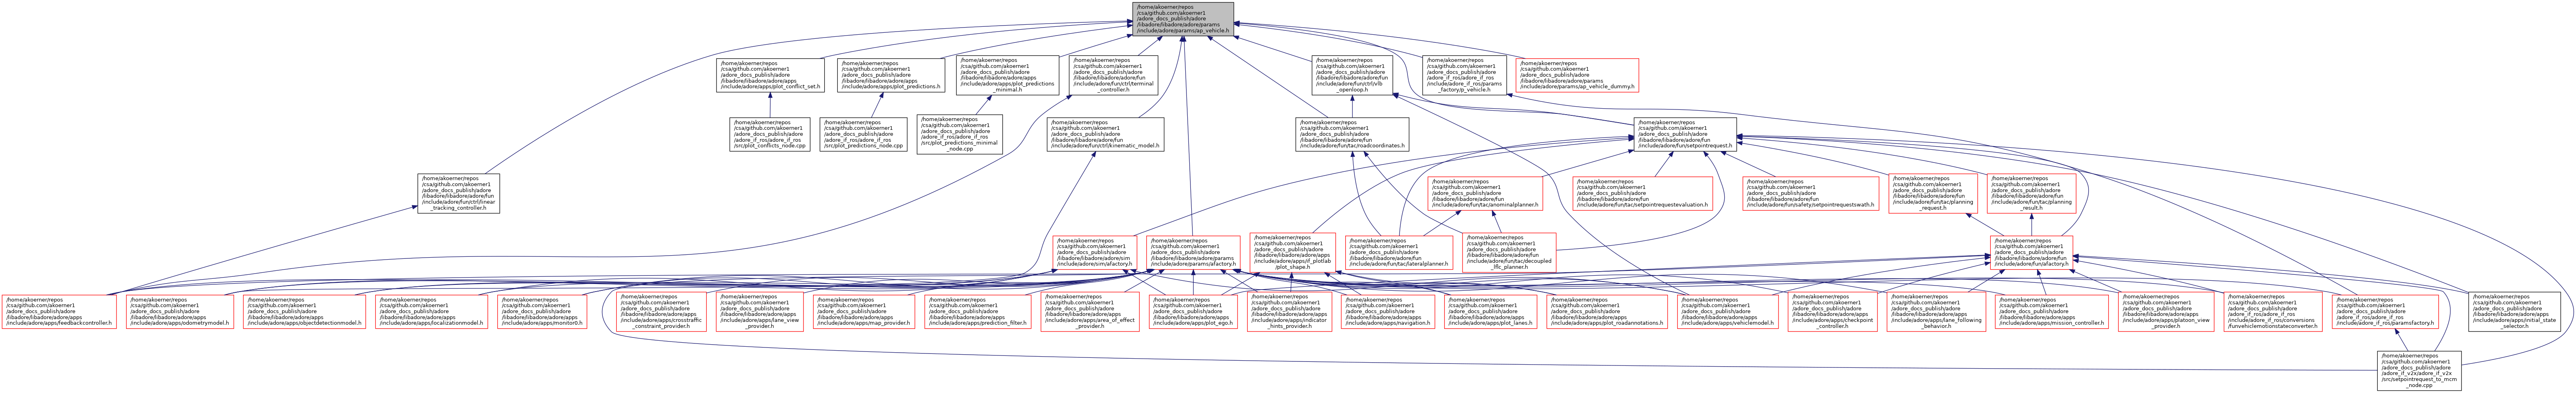 /home/akoerner/repos
/csa/github.com/akoerner1
/adore_docs_publish/adore
/libadore/libadore/adore/params
/include/adore/params/ap_vehicle.h
/home/akoerner/repos
/csa/github.com/akoerner1
/adore_docs_publish/adore
/libadore/libadore/adore/apps
/include/adore/apps/plot_conflict_set.h
/home/akoerner/repos
/csa/github.com/akoerner1
/adore_docs_publish/adore
/libadore/libadore/adore/apps
/include/adore/apps/plot_predictions.h
/home/akoerner/repos
/csa/github.com/akoerner1
/adore_docs_publish/adore
/libadore/libadore/adore/apps
/include/adore/apps/plot_predictions
_minimal.h
/home/akoerner/repos
/csa/github.com/akoerner1
/adore_docs_publish/adore
/libadore/libadore/adore/fun
/include/adore/fun/ctrl/terminal
_controller.h
/home/akoerner/repos
/csa/github.com/akoerner1
/adore_docs_publish/adore
/libadore/libadore/adore/fun
/include/adore/fun/ctrl/vlb
_openloop.h
/home/akoerner/repos
/csa/github.com/akoerner1
/adore_docs_publish/adore
/adore_if_ros/adore_if_ros
/include/adore_if_ros/params
_factory/p_vehicle.h
/home/akoerner/repos
/csa/github.com/akoerner1
/adore_docs_publish/adore
/libadore/libadore/adore/params
/include/adore/params/ap_vehicle_dummy.h
/home/akoerner/repos
/csa/github.com/akoerner1
/adore_docs_publish/adore
/adore_if_ros/adore_if_ros
/src/plot_conflicts_node.cpp
/home/akoerner/repos
/csa/github.com/akoerner1
/adore_docs_publish/adore
/adore_if_ros/adore_if_ros
/src/plot_predictions_node.cpp
/home/akoerner/repos
/csa/github.com/akoerner1
/adore_docs_publish/adore
/adore_if_ros/adore_if_ros
/src/plot_predictions_minimal
_node.cpp
/home/akoerner/repos
/csa/github.com/akoerner1
/adore_docs_publish/adore
/libadore/libadore/adore/fun
/include/adore/fun/ctrl/kinematic_model.h
/home/akoerner/repos
/csa/github.com/akoerner1
/adore_docs_publish/adore
/libadore/libadore/adore/fun
/include/adore/fun/tac/roadcoordinates.h
/home/akoerner/repos
/csa/github.com/akoerner1
/adore_docs_publish/adore
/libadore/libadore/adore/fun
/include/adore/fun/setpointrequest.h
/home/akoerner/repos
/csa/github.com/akoerner1
/adore_docs_publish/adore
/libadore/libadore/adore/fun
/include/adore/fun/ctrl/linear
_tracking_controller.h
/home/akoerner/repos
/csa/github.com/akoerner1
/adore_docs_publish/adore
/libadore/libadore/adore/fun
/include/adore/fun/tac/anominalplanner.h
/home/akoerner/repos
/csa/github.com/akoerner1
/adore_docs_publish/adore
/libadore/libadore/adore/fun
/include/adore/fun/tac/setpointrequestevaluation.h
/home/akoerner/repos
/csa/github.com/akoerner1
/adore_docs_publish/adore
/libadore/libadore/adore/fun
/include/adore/fun/safety/setpointrequestswath.h
/home/akoerner/repos
/csa/github.com/akoerner1
/adore_docs_publish/adore
/libadore/libadore/adore/fun
/include/adore/fun/tac/planning
_request.h
/home/akoerner/repos
/csa/github.com/akoerner1
/adore_docs_publish/adore
/libadore/libadore/adore/fun
/include/adore/fun/tac/planning
_result.h
/home/akoerner/repos
/csa/github.com/akoerner1
/adore_docs_publish/adore
/libadore/libadore/adore/sim
/include/adore/sim/afactory.h
/home/akoerner/repos
/csa/github.com/akoerner1
/adore_docs_publish/adore
/libadore/libadore/adore/params
/include/adore/params/afactory.h
/home/akoerner/repos
/csa/github.com/akoerner1
/adore_docs_publish/adore
/libadore/libadore/adore/apps
/include/adore/apps/if_plotlab
/plot_shape.h
/home/akoerner/repos
/csa/github.com/akoerner1
/adore_docs_publish/adore
/libadore/libadore/adore/fun
/include/adore/fun/tac/lateralplanner.h
/home/akoerner/repos
/csa/github.com/akoerner1
/adore_docs_publish/adore
/libadore/libadore/adore/fun
/include/adore/fun/tac/decoupled
_lflc_planner.h
/home/akoerner/repos
/csa/github.com/akoerner1
/adore_docs_publish/adore
/libadore/libadore/adore/fun
/include/adore/fun/afactory.h
/home/akoerner/repos
/csa/github.com/akoerner1
/adore_docs_publish/adore
/libadore/libadore/adore/apps
/include/adore/apps/feedbackcontroller.h
/home/akoerner/repos
/csa/github.com/akoerner1
/adore_docs_publish/adore
/libadore/libadore/adore/apps
/include/adore/apps/odometrymodel.h
/home/akoerner/repos
/csa/github.com/akoerner1
/adore_docs_publish/adore
/libadore/libadore/adore/apps
/include/adore/apps/objectdetectionmodel.h
/home/akoerner/repos
/csa/github.com/akoerner1
/adore_docs_publish/adore
/libadore/libadore/adore/apps
/include/adore/apps/localizationmodel.h
/home/akoerner/repos
/csa/github.com/akoerner1
/adore_docs_publish/adore
/libadore/libadore/adore/apps
/include/adore/apps/monitor0.h
/home/akoerner/repos
/csa/github.com/akoerner1
/adore_docs_publish/adore
/libadore/libadore/adore/apps
/include/adore/apps/crosstraffic
_constraint_provider.h
/home/akoerner/repos
/csa/github.com/akoerner1
/adore_docs_publish/adore
/libadore/libadore/adore/apps
/include/adore/apps/lane_view
_provider.h
/home/akoerner/repos
/csa/github.com/akoerner1
/adore_docs_publish/adore
/libadore/libadore/adore/apps
/include/adore/apps/map_provider.h
/home/akoerner/repos
/csa/github.com/akoerner1
/adore_docs_publish/adore
/libadore/libadore/adore/apps
/include/adore/apps/prediction_filter.h
/home/akoerner/repos
/csa/github.com/akoerner1
/adore_docs_publish/adore
/libadore/libadore/adore/apps
/include/adore/apps/area_of_effect
_provider.h
/home/akoerner/repos
/csa/github.com/akoerner1
/adore_docs_publish/adore
/libadore/libadore/adore/apps
/include/adore/apps/plot_ego.h
/home/akoerner/repos
/csa/github.com/akoerner1
/adore_docs_publish/adore
/libadore/libadore/adore/apps
/include/adore/apps/indicator
_hints_provider.h
/home/akoerner/repos
/csa/github.com/akoerner1
/adore_docs_publish/adore
/libadore/libadore/adore/apps
/include/adore/apps/navigation.h
/home/akoerner/repos
/csa/github.com/akoerner1
/adore_docs_publish/adore
/libadore/libadore/adore/apps
/include/adore/apps/plot_lanes.h
/home/akoerner/repos
/csa/github.com/akoerner1
/adore_docs_publish/adore
/libadore/libadore/adore/apps
/include/adore/apps/plot_roadannotations.h
/home/akoerner/repos
/csa/github.com/akoerner1
/adore_docs_publish/adore
/libadore/libadore/adore/apps
/include/adore/apps/vehiclemodel.h
/home/akoerner/repos
/csa/github.com/akoerner1
/adore_docs_publish/adore
/libadore/libadore/adore/apps
/include/adore/apps/checkpoint
_controller.h
/home/akoerner/repos
/csa/github.com/akoerner1
/adore_docs_publish/adore
/libadore/libadore/adore/apps
/include/adore/apps/lane_following
_behavior.h
/home/akoerner/repos
/csa/github.com/akoerner1
/adore_docs_publish/adore
/libadore/libadore/adore/apps
/include/adore/apps/mission_controller.h
/home/akoerner/repos
/csa/github.com/akoerner1
/adore_docs_publish/adore
/libadore/libadore/adore/apps
/include/adore/apps/platoon_view
_provider.h
/home/akoerner/repos
/csa/github.com/akoerner1
/adore_docs_publish/adore
/adore_if_ros/adore_if_ros
/include/adore_if_ros/conversions
/funvehiclemotionstateconverter.h
/home/akoerner/repos
/csa/github.com/akoerner1
/adore_docs_publish/adore
/adore_if_ros/adore_if_ros
/include/adore_if_ros/paramsfactory.h
/home/akoerner/repos
/csa/github.com/akoerner1
/adore_docs_publish/adore
/libadore/libadore/adore/apps
/include/adore/apps/initial_state
_selector.h
/home/akoerner/repos
/csa/github.com/akoerner1
/adore_docs_publish/adore
/adore_if_v2x/adore_if_v2x
/src/setpointrequest_to_mcm
_node.cpp